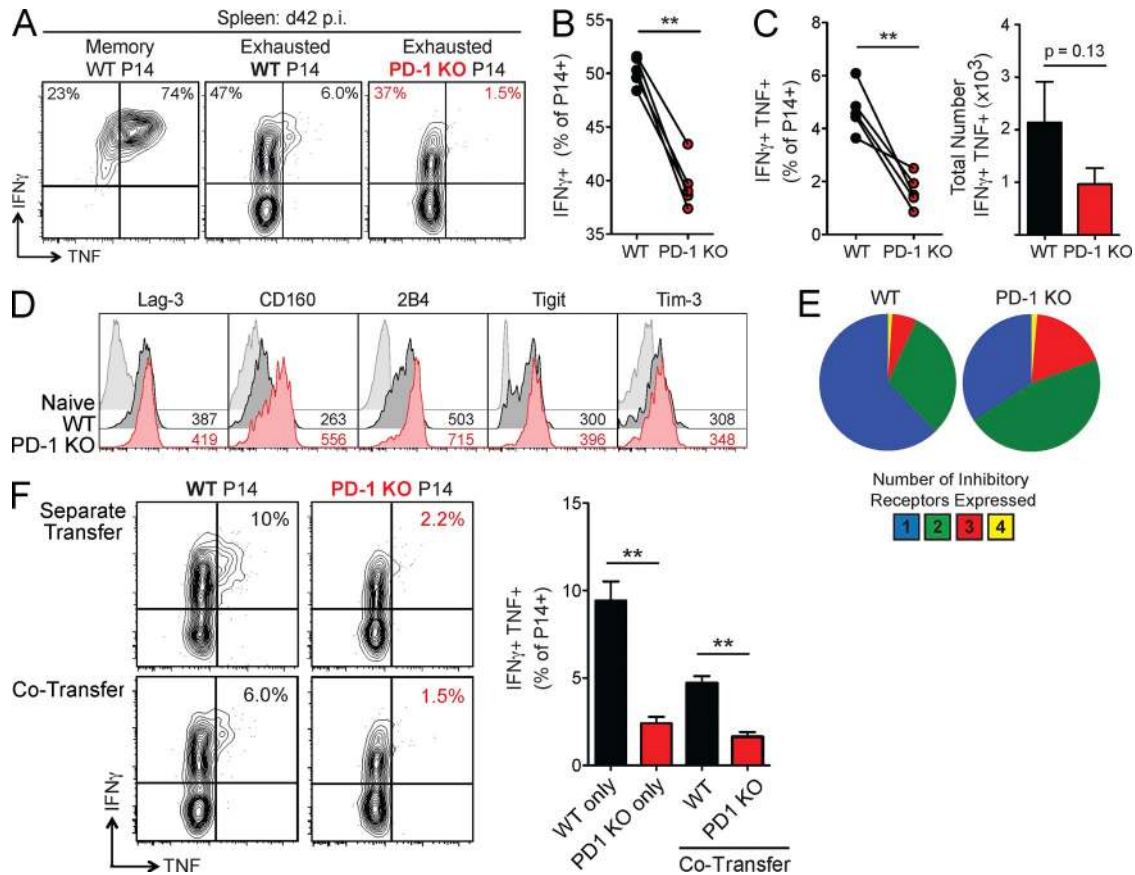 A
Spleen: d42 p.i.
Memory
WT P14
Exhausted
WT P14
Exhausted
PD-1 KO P14
23%
74%
47%
6.0%
37%
1.5%
IFNγ
TNF
B
**
IFNγ+ (% of P14+)
55
50
45
40
35
WT
PD-1 KO
C
**
IFNγ+ TNF+
(% of P14+)
8
6
4
2
0
WT
PD-1 KO
p = 0.13
Total Number
IFNγ+ TNF+ (x10³)
4
3
2
1
0
WT
PD-1 KO
D
Lag-3
CD160
2B4
Tigit
Tim-3
Naive
WT
387
263
503
300
308
PD-1 KO
419
556
715
396
348
E
WT
PD-1 KO
Number of Inhibitory
Receptors Expressed
1
2
3
4
F
WT P14
PD-1 KO P14
Separate
Transfer
10%
2.2%
Co-Transfer
6.0%
1.5%
IFNγ
TNF
IFNγ+ TNF+
(% of P14+)
15
10
5
0
**
**
WT only
PD1 KO only
WT
PD1 KO
Co-Transfer